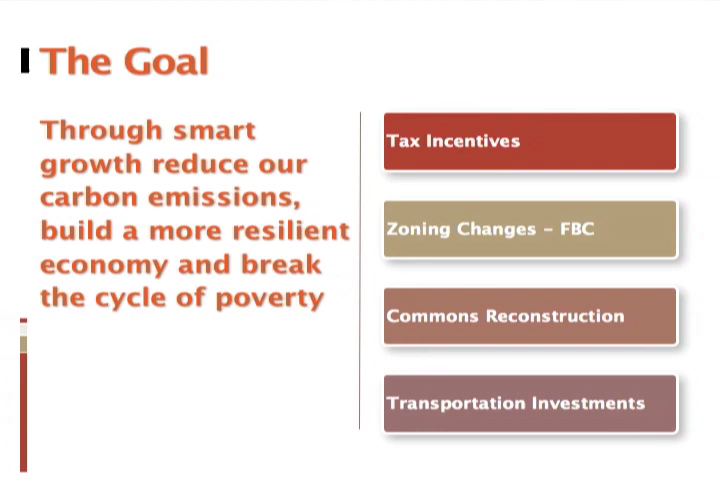 The Goal
Through smart
growth reduce our
carbon emissions,
build a more resilient
economy and break
the cycle of poverty
Tax Incentives
Zoning Changes – FBC
Commons Reconstruction
Transportation Investments